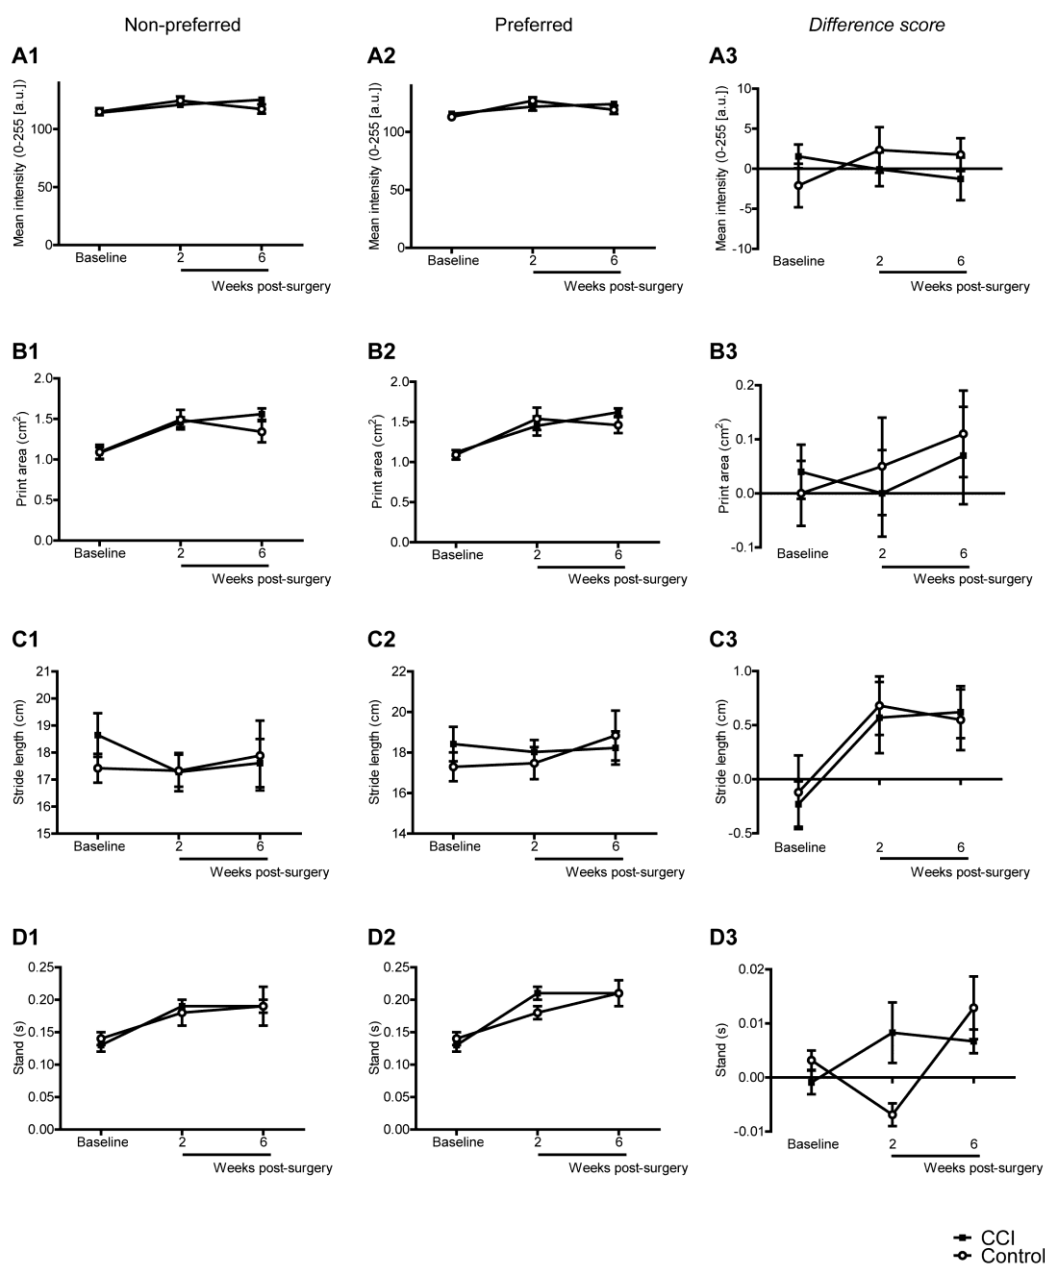 Non-preferred Preferred Difference score
A1 A2 A3
Mean intensity (0-255 [a.u.])
100
50
0
Baseline 2 6
Weeks post-surgery
Mean intensity (0-255 [a.u.])
100
50
0
Baseline 2 6
Weeks post-surgery
Mean intensity (0-255 [a.u.])
10
5
0
-5
-10
Baseline 2 6
Weeks post-surgery
B1 B2 B3
Print area (cm²)
2.0
1.5
1.0
0.5
0.0
Baseline 2 6
Weeks post-surgery
Print area (cm²)
2.0
1.5
1.0
0.5
0.0
Baseline 2 6
Weeks post-surgery
Print area (cm²)
0.2
0.1
0.0
-0.1
Baseline 2 6
Weeks post-surgery
C1 C2 C3
Stride length (cm)
21
20
19
18
17
16
15
Baseline 2 6
Weeks post-surgery
Stride length (cm)
22
20
18
16
14
Baseline 2 6
Weeks post-surgery
Stride length (cm)
1.0
0.5
0.0
-0.5
Baseline 2 6
Weeks post-surgery
D1 D2 D3
Stand (s)
0.25
0.20
0.15
0.10
0.05
0.00
Baseline 2 6
Weeks post-surgery
Stand (s)
0.25
0.20
0.15
0.10
0.05
0.00
Baseline 2 6
Weeks post-surgery
Stand (s)
0.02
0.01
0.00
-0.01
Baseline 2 6
Weeks post-surgery
CCI
Control